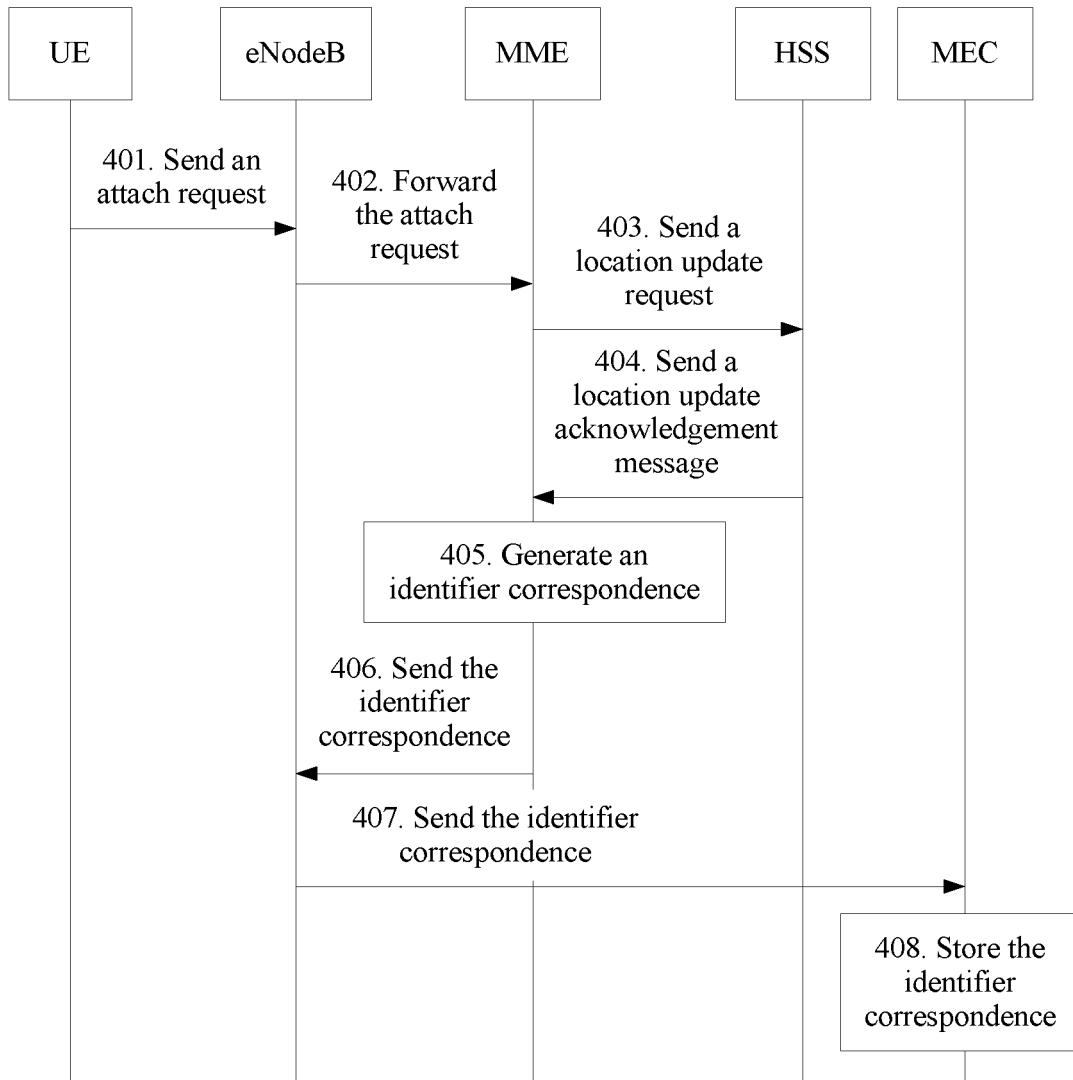 UE
eNodeB
MME
HSS
MEC
401. Send an
attach request
402. Forward
the attach
request
403. Send a
location update
request
404. Send a
location update
acknowledgement
message
405. Generate an
identifier correspondence
406. Send the
identifier
correspondence
407. Send the identifier
correspondence
408. Store the
identifier
correspondence